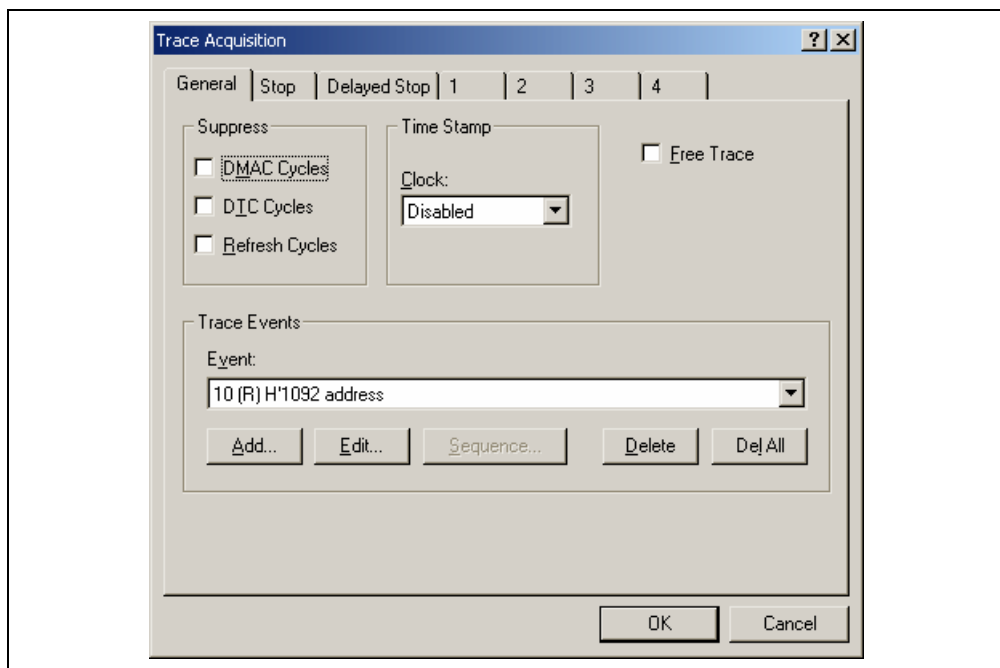 Trace Acquisition
General Stop Delayed Stop 1 2 3 4
Suppress
DMAC Cycles
DTC Cycles
Refresh Cycles
Time Stamp
Clock:
Disabled
Free Trace
Trace Events
Event:
10 (R) H'1092 address
Add... Edit... Sequence... Delete Del All
OK Cancel